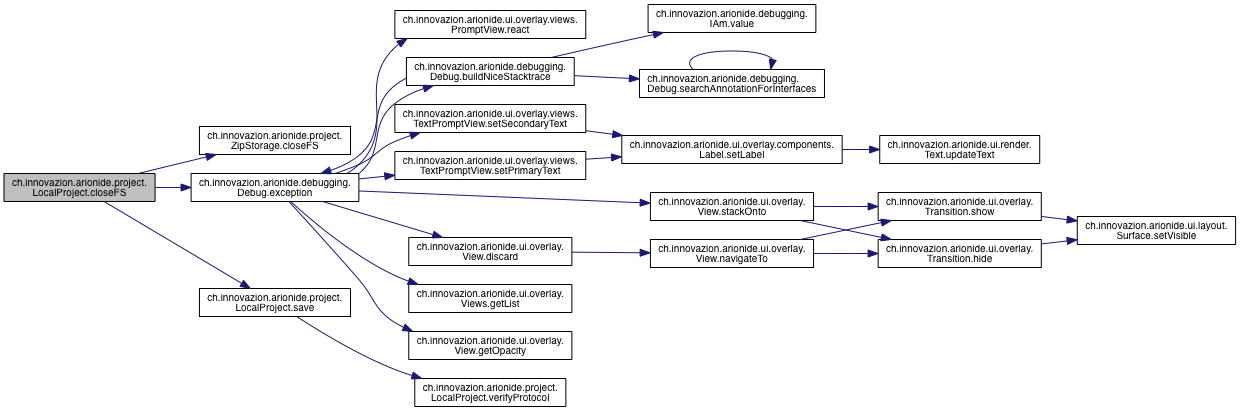 ch.innovazion.arionide.project.
LocalProject.closeFS
ch.innovazion.arionide.project.
ZipStorage.closeFS
ch.innovazion.arionide.debugging.
Debug.exception
ch.innovazion.arionide.project.
LocalProject.save
ch.innovazion.arionide.ui.overlay.views.
PromptView.react
ch.innovazion.arionide.debugging.
Debug.buildNiceStacktrace
ch.innovazion.arionide.ui.overlay.views.
TextPromptView.setSecondaryText
ch.innovazion.arionide.ui.overlay.views.
TextPromptView.setPrimaryText
ch.innovazion.arionide.ui.overlay.
View.discard
ch.innovazion.arionide.ui.overlay.
Views.getList
ch.innovazion.arionide.ui.overlay.
View.getOpacity
ch.innovazion.arionide.project.
LocalProject.verifyProtocol
ch.innovazion.arionide.debugging.
IAm.value
ch.innovazion.arionide.debugging.
Debug.searchAnnotationForInterfaces
ch.innovazion.arionide.ui.overlay.components.
Label.setLabel
ch.innovazion.arionide.ui.overlay.
View.stackOnto
ch.innovazion.arionide.ui.overlay.
View.navigateTo
ch.innovazion.arionide.ui.render.
Text.updateText
ch.innovazion.arionide.ui.overlay.
Transition.show
ch.innovazion.arionide.ui.overlay.
Transition.hide
ch.innovazion.arionide.ui.layout.
Surface.setVisible